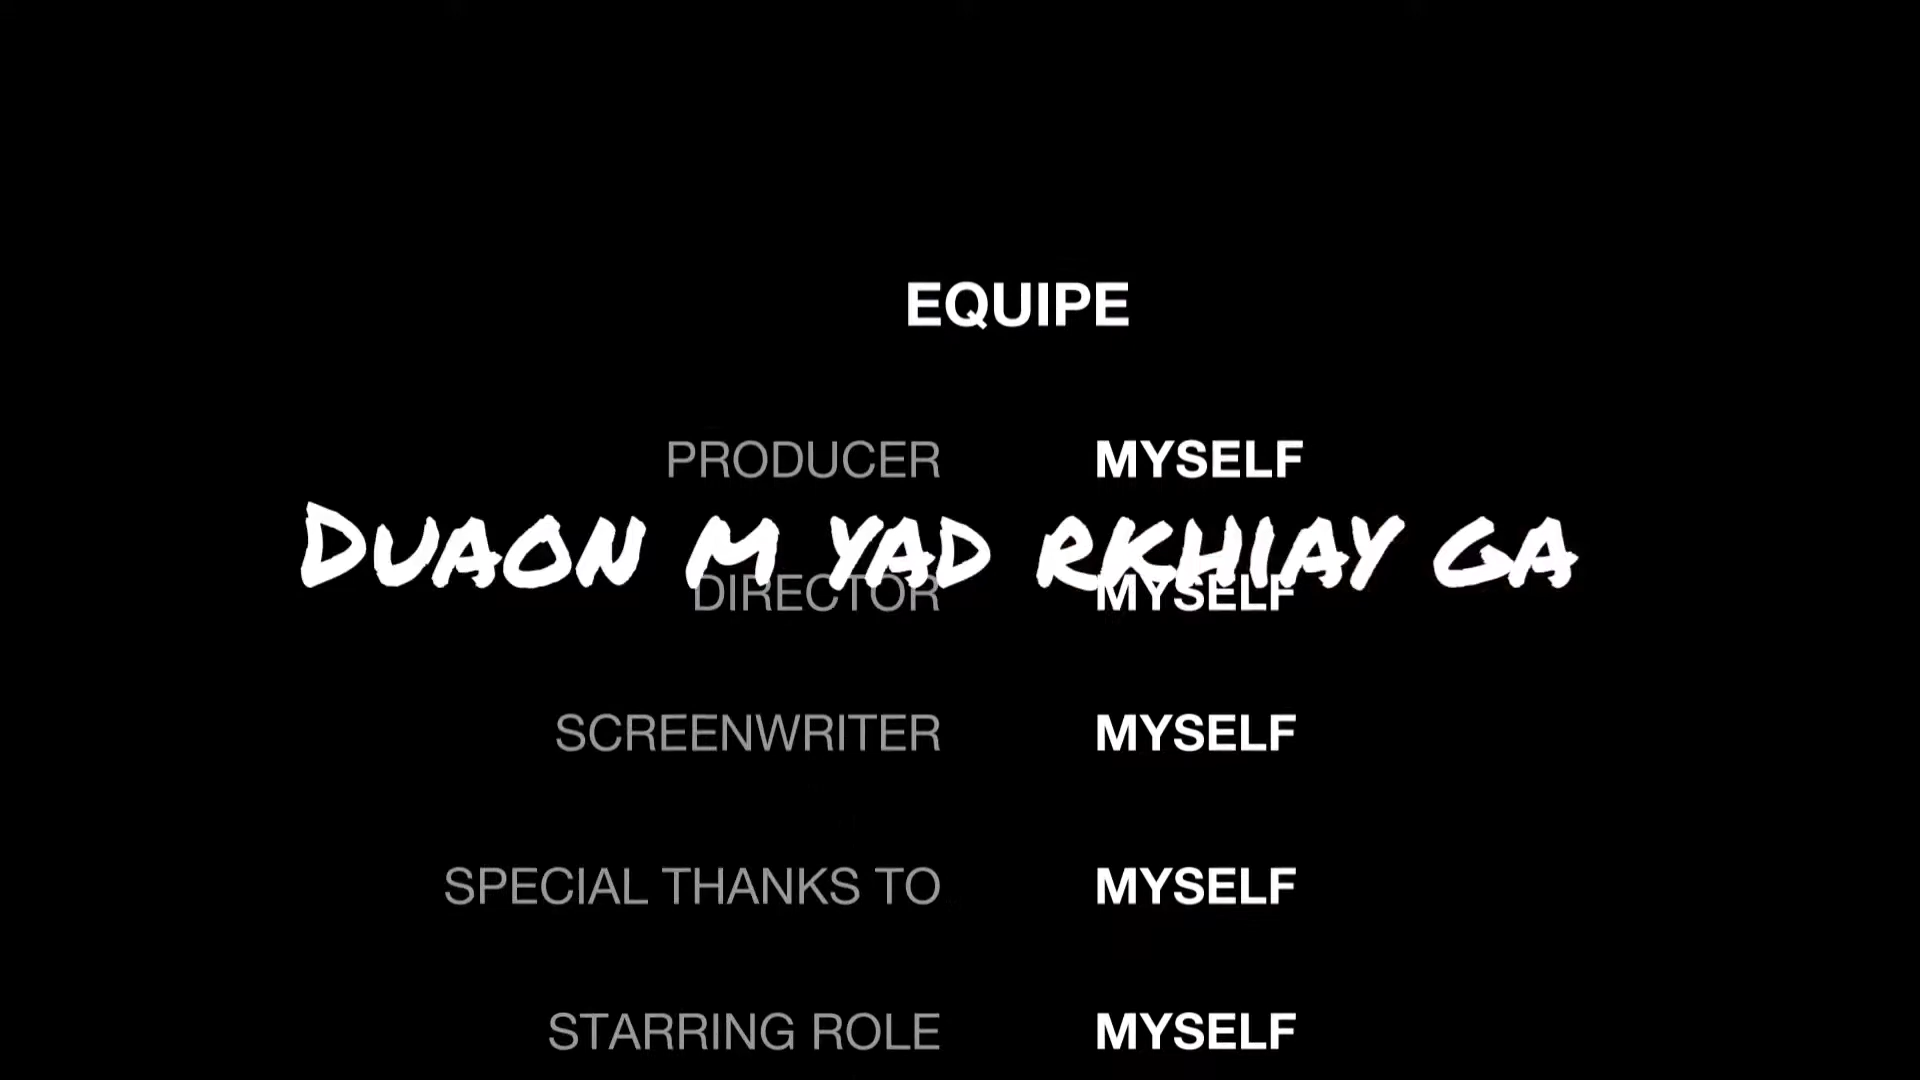 EQUIPE
PRODUCER MYSELF
DUAON M YAD RKHIAY GA
DIRECTOR MYSELF
SCREENWRITER MYSELF
SPECIAL THANKS TO MYSELF
STARRING ROLE MYSELF